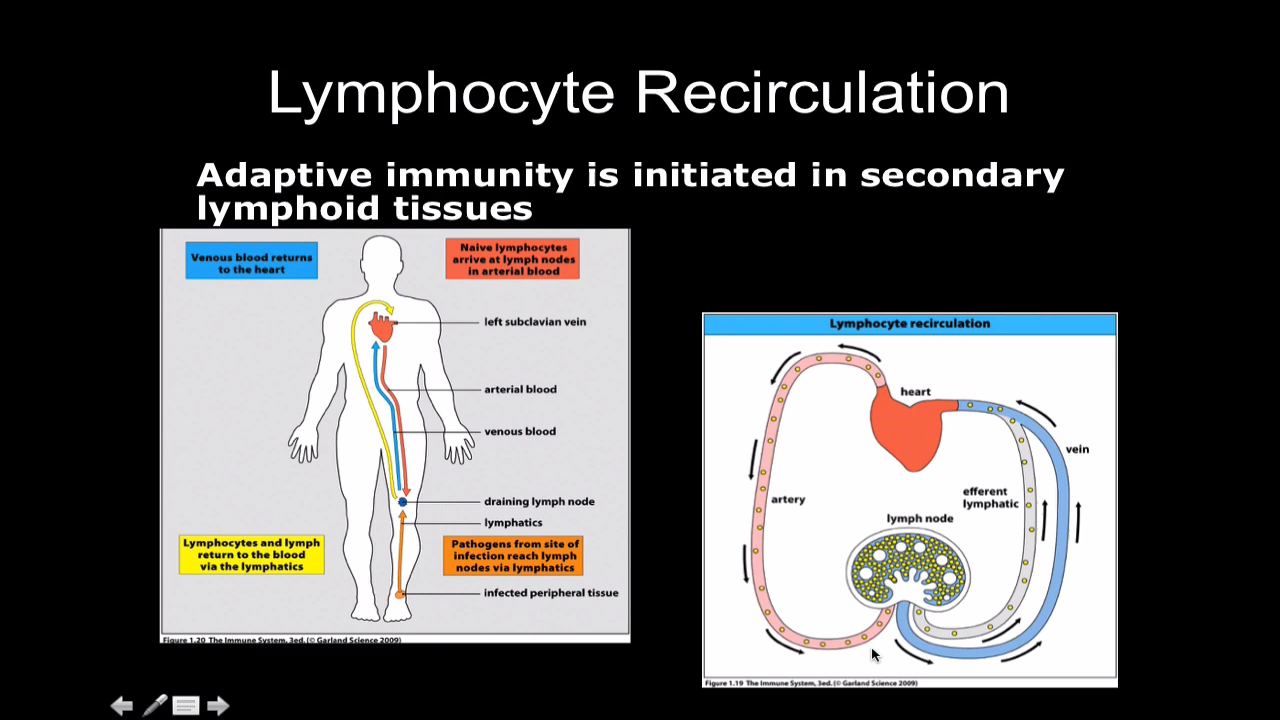 Lymphocyte Recirculation
Adaptive immunity is initiated in secondary
lymphoid tissues
Venous blood returns
to the heart
Naive lymphocytes
arrive at lymph nodes
in arterial blood
left subclavian vein
arterial blood
venous blood
draining lymph node
lymphatics
Lymphocytes and lymph
return to the blood
via the lymphatics
Pathogens from site of
infection reach lymph
nodes via lymphatics
infected peripheral tissue
Figure 1.20 The Immune System, 3ed. (© Garland Science 2009)
Lymphocyte recirculation
heart
vein
artery
efferent
lymphatic
lymph node
Figure 1.19 The Immune System, 3ed. (© Garland Science 2009)